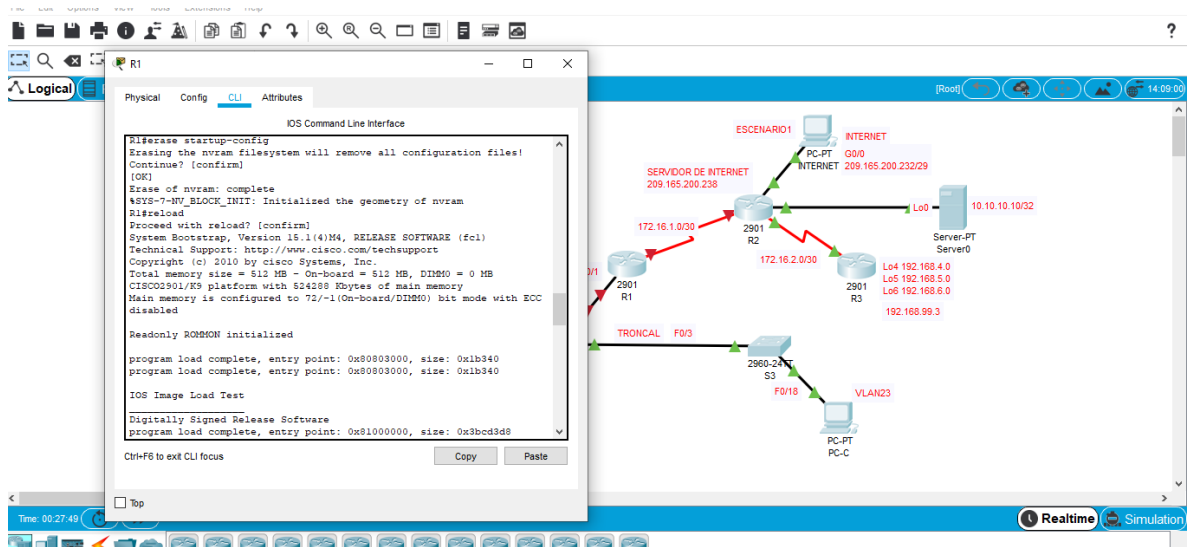 File Edit Options View Tools Extensions Help
?
R1
Logical
[Root]
14:09:00
Physical Config CLI Attributes
IOS Command Line Interface
R1#erase startup-config
Erasing the nvram filesystem will remove all configuration files!
Continue? [confirm]
[OK]
Erase of nvram: complete
%SYS-7-NV_BLOCK_INIT: Initialized the geometry of nvram
R1#reload
Proceed with reload? [confirm]
System Bootstrap, Version 15.1(4)M4, RELEASE SOFTWARE (fc1)
Technical Support: http://www.cisco.com/techsupport
Copyright (c) 2010 by cisco Systems, Inc.
Total memory size = 512 MB - On-board = 512 MB, DIMM0 = 0 MB
CISCO2901/K9 platform with 524288 Kbytes of main memory
Main memory is configured to 72/-1(On-board/DIMM0) bit mode with ECC
disabled
Readonly ROMMON initialized
program load complete, entry point: 0x80803000, size: 0x1b340
program load complete, entry point: 0x80803000, size: 0x1b340
IOS Image Load Test
Digitally Signed Release Software
program load complete, entry point: 0x81000000, size: 0x3bcd3d8
Ctrl+F6 to exit CLI focus
Copy
Paste
Top
ESCENARIO1
INTERNET
PC-PT
INTERNET
G0/0
209.165.200.232/29
SERVIDOR DE INTERNET
209.165.200.238
Lo0
10.10.10.10/32
Server-PT
Server0
172.16.1.0/30
2901
R2
172.16.2.0/30
0/1
2901
R1
2901
R3
Lo4 192.168.4.0
Lo5 192.168.5.0
Lo6 192.168.6.0
192.168.99.3
TRONCAL F0/3
2960-24TT
S3
F0/18
VLAN23
PC-PT
PC-C
Time: 00:27:49
Realtime
Simulation